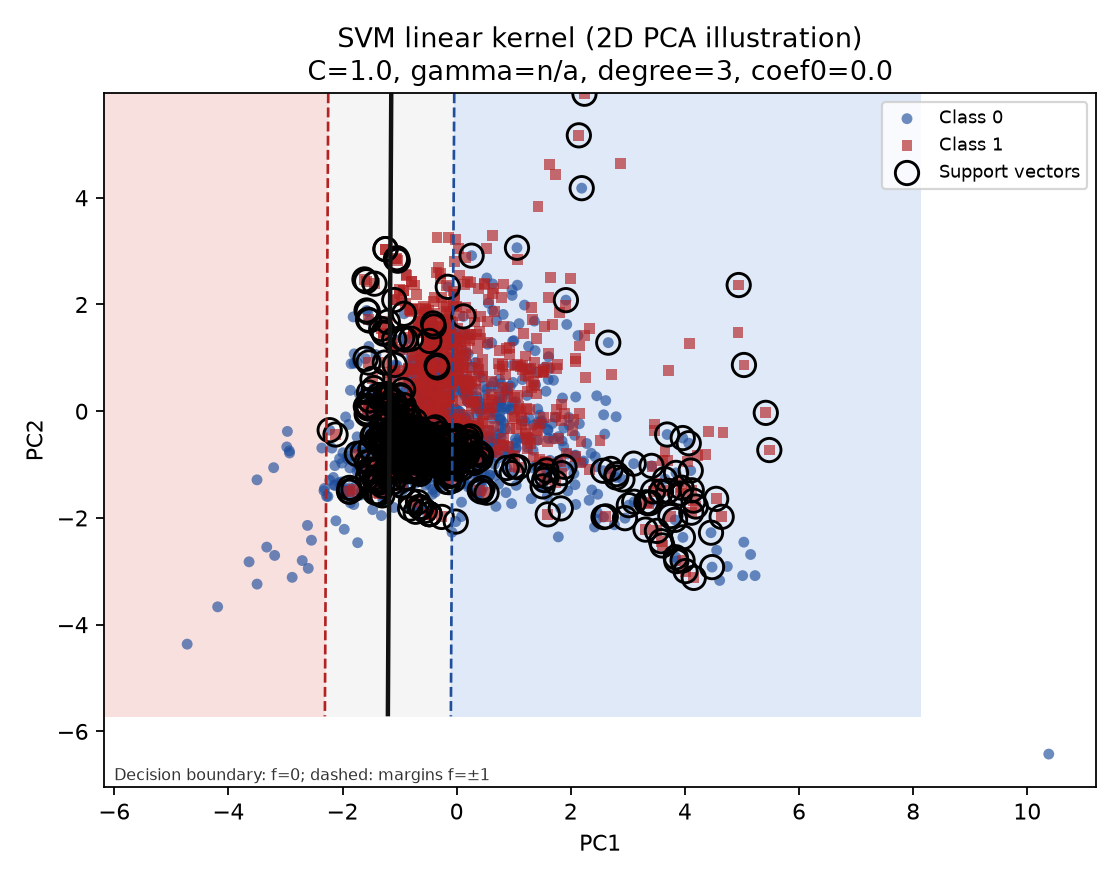 SVM linear kernel (2D PCA illustration)
C=1.0, gamma=n/a, degree=3, coef0=0.0
Class 0
Class 1
Support vectors
4
2
0
−2
−4
−6
PC2
Decision boundary: f=0; dashed: margins f=±1
−6 −4 −2 0 2 4 6 8 10
PC1